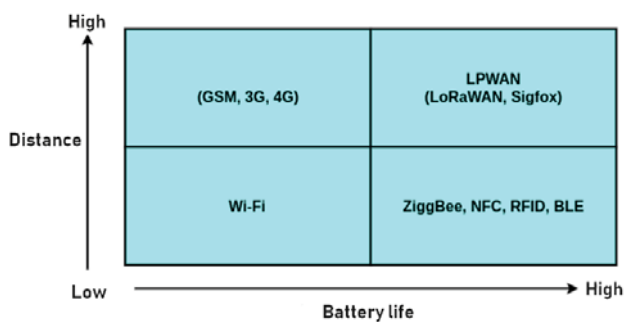 High
(GSM, 3G, 4G)
LPWAN
(LoRaWAN, Sigfox)
Distance
Wi-Fi
ZiggBee, NFC, RFID, BLE
Low
High
Battery life